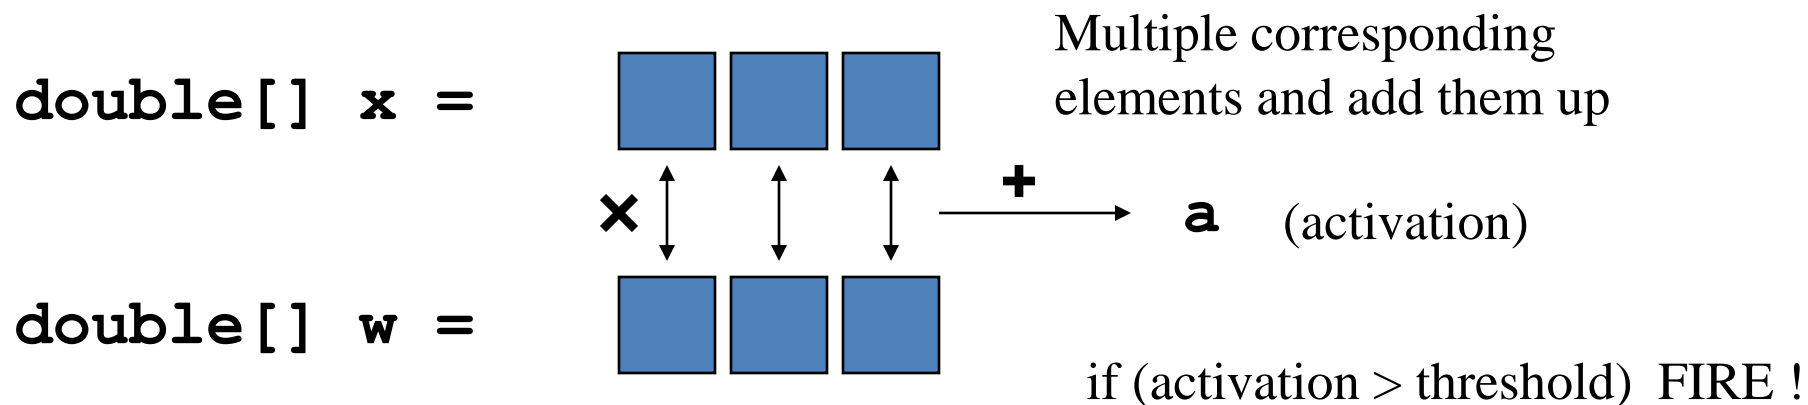 Multiple corresponding
elements and add them up
double[] x =
×
+
a (activation)
double[] w =
if (activation > threshold) FIRE !